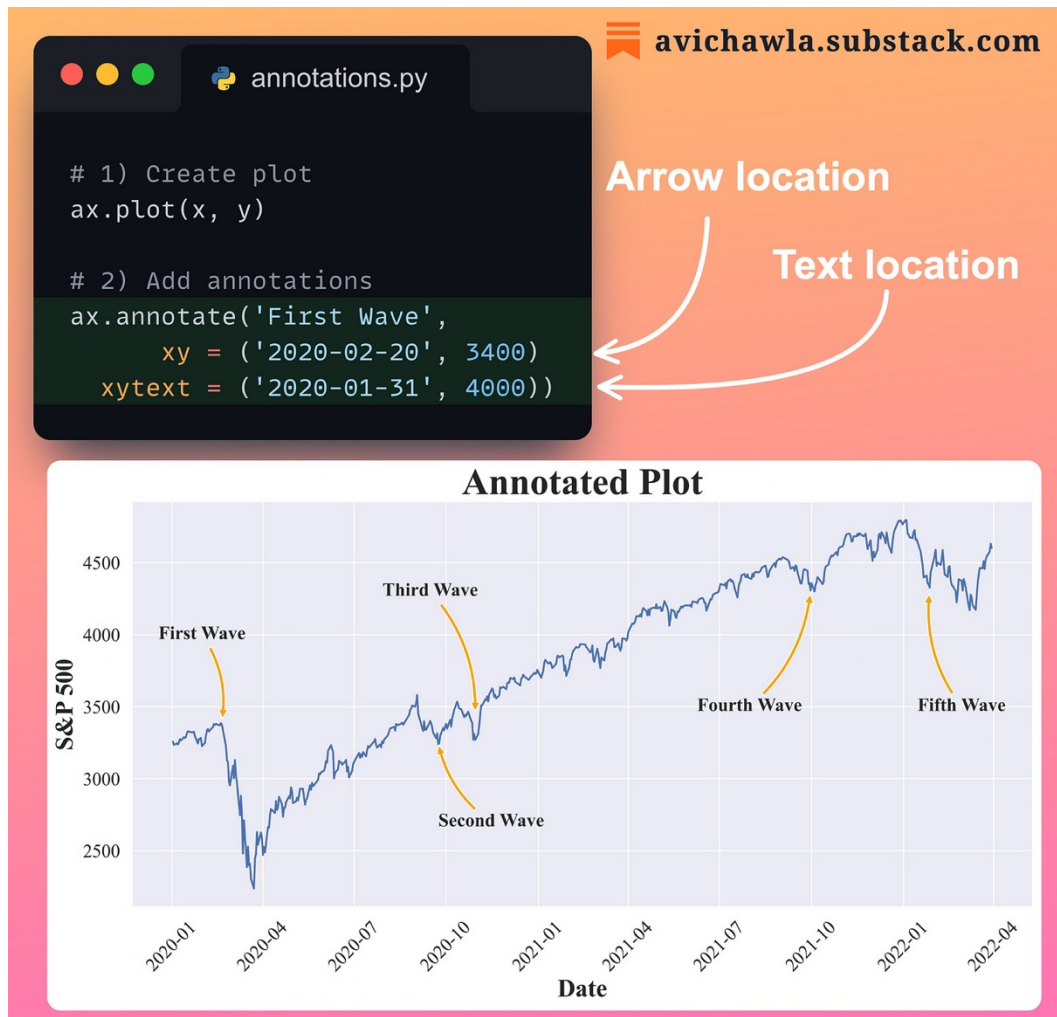 avichawla.substack.com
annotations.py
# 1) Create plot
ax.plot(x, y)
# 2) Add annotations
ax.annotate('First Wave',
xy = ('2020-02-20', 3400)
xytext = ('2020-01-31', 4000))
Arrow location
Text location
Annotated Plot
S&P 500
4500
4000
3500
3000
2500
First Wave
Third Wave
Second Wave
Fourth Wave
Fifth Wave
2020-01
2020-04
2020-07
2020-10
2021-01
2021-04
2021-07
2021-10
2022-01
2022-04
Date